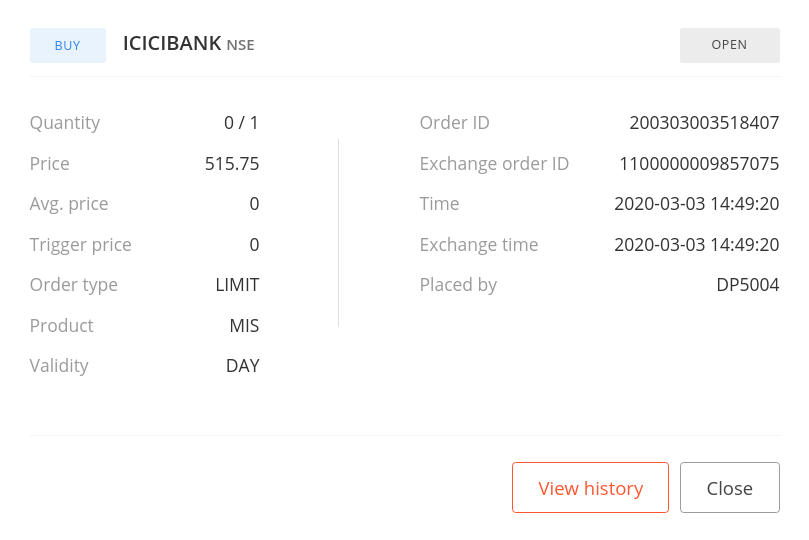 BUY ICICIBANK NSE OPEN
Quantity 0 / 1
Price 515.75
Avg. price 0
Trigger price 0
Order type LIMIT
Product MIS
Validity DAY
Order ID 200303003518407
Exchange order ID 1100000009857075
Time 2020-03-03 14:49:20
Exchange time 2020-03-03 14:49:20
Placed by DP5004
View history Close